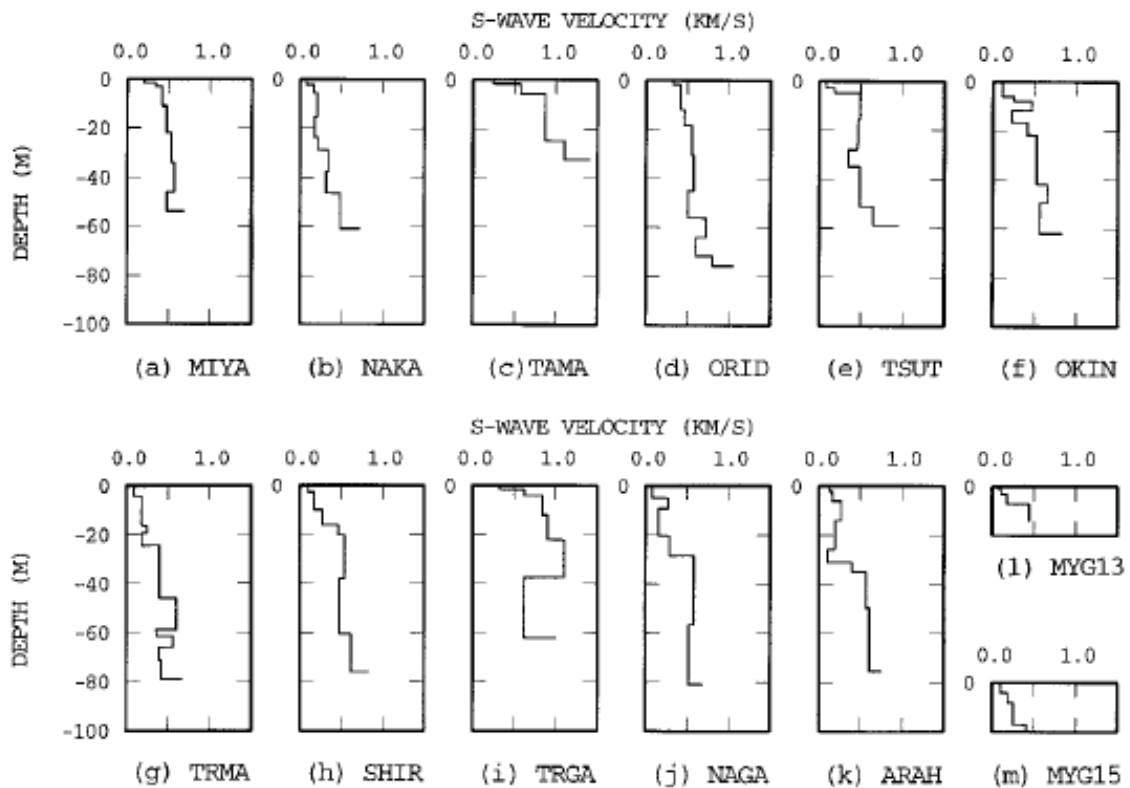 S-WAVE VELOCITY (KM/S)
0.0 1.0 0.0 1.0 0.0 1.0 0.0 1.0 0.0 1.0 0.0 1.0
0 0 0 0 0 0
-20
-40
-60
-80
-100
DEPTH (M)
(a) MIYA (b) NAKA (c)TAMA (d) ORID (e) TSUT (f) OKIN
S-WAVE VELOCITY (KM/S)
0.0 1.0 0.0 1.0 0.0 1.0 0.0 1.0 0.0 1.0 0.0 1.0
0 0 0 0 0 0
-20
-40
-60
-80
-100
DEPTH (M)
(l) MYG13
0.0 1.0
0
(g) TRMA (h) SHIR (i) TRGA (j) NAGA (k) ARAH (m) MYG15